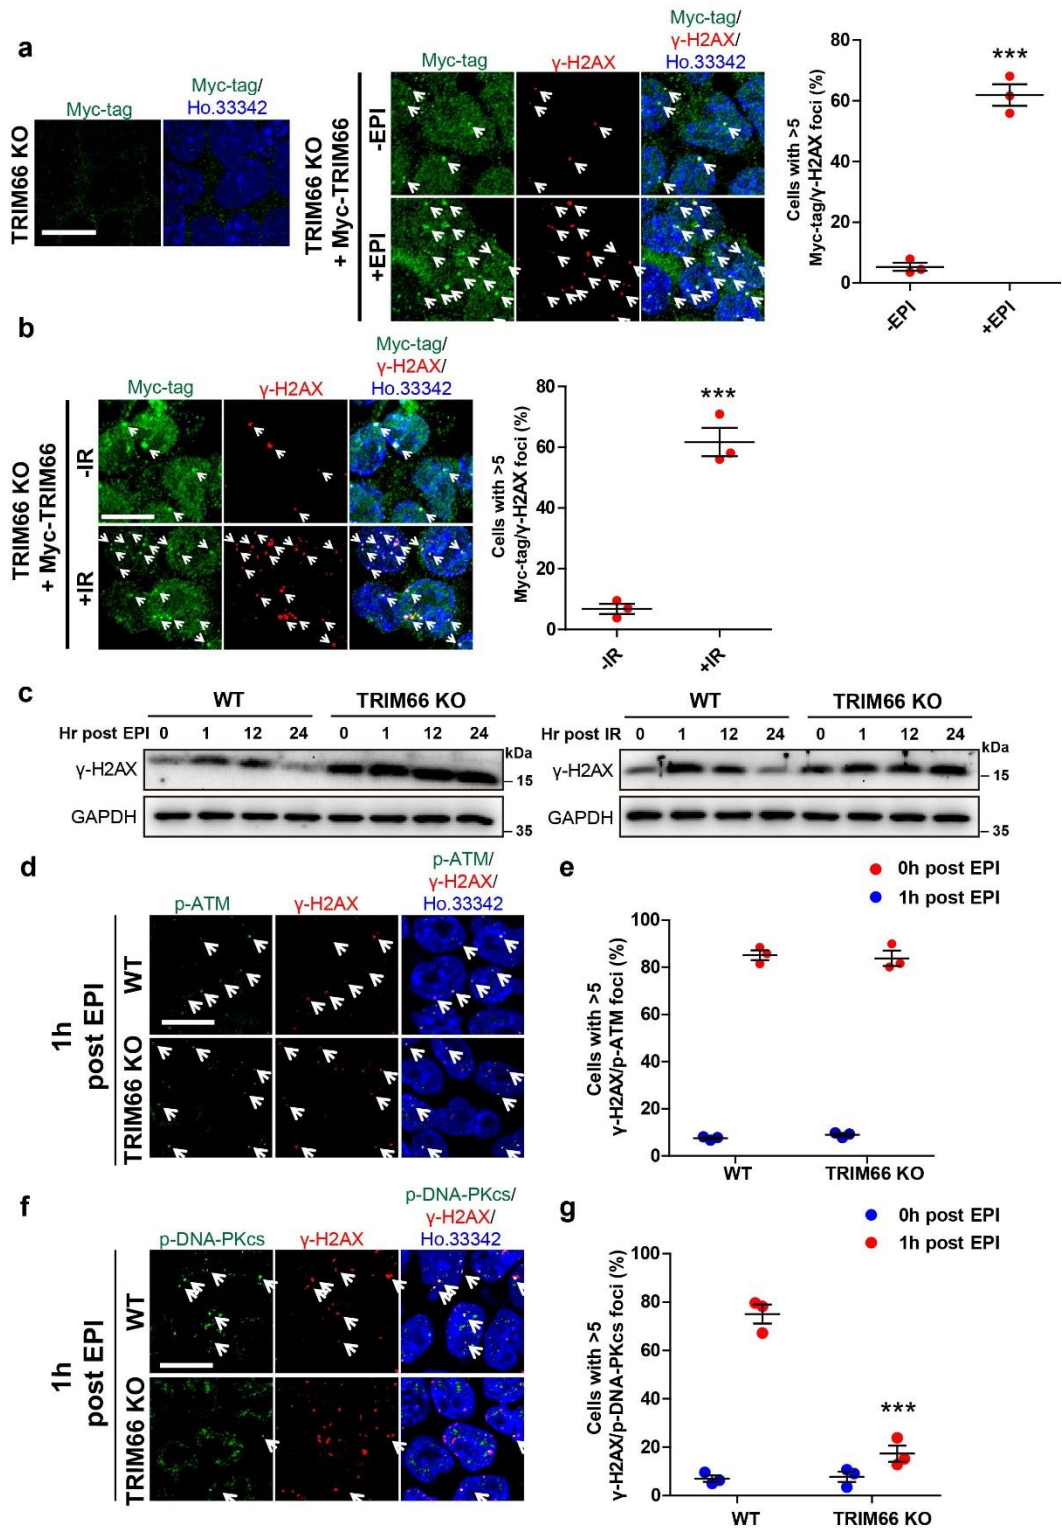 a
TRIM66 KO
Myc-tag
Myc-tag/
Ho.33342
TRIM66 KO
+ Myc-TRIM66
-EPI
+EPI
Myc-tag
γ-H2AX
Myc-tag/
γ-H2AX/
Ho.33342
Cells with >5
Myc-tag/γ-H2AX foci (%)
80
60
40
20
0
***
-EPI
+EPI
b
TRIM66 KO
+ Myc-TRIM66
-IR
+IR
Myc-tag
γ-H2AX
Myc-tag/
γ-H2AX/
Ho.33342
Cells with >5
Myc-tag/γ-H2AX foci (%)
80
60
40
20
0
***
-IR
+IR
c
WT
TRIM66 KO
Hr post EPI 0 1 12 24 0 1 12 24
kDa
γ-H2AX
15
GAPDH
35
WT
TRIM66 KO
Hr post IR 0 1 12 24 0 1 12 24
kDa
γ-H2AX
15
GAPDH
35
d
1h
post EPI
WT
TRIM66 KO
p-ATM
γ-H2AX
p-ATM/
γ-H2AX/
Ho.33342
e
0h post EPI
1h post EPI
Cells with >5
γ-H2AX/p-ATM foci (%)
100
80
60
40
20
0
WT
TRIM66 KO
f
1h
post EPI
WT
TRIM66 KO
p-DNA-PKcs
γ-H2AX
p-DNA-PKcs/
γ-H2AX/
Ho.33342
g
0h post EPI
1h post EPI
Cells with >5
γ-H2AX/p-DNA-PKcs foci (%)
100
80
60
40
20
0
***
WT
TRIM66 KO